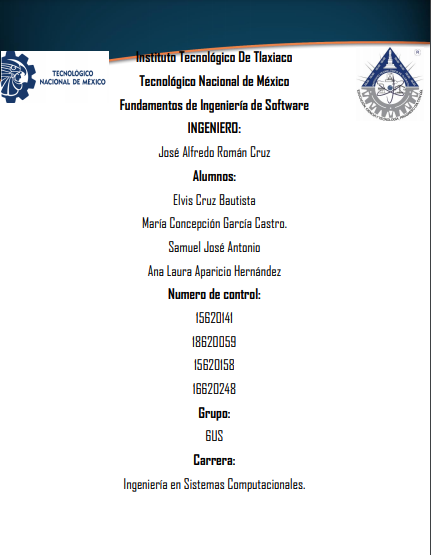 Instituto Tecnológico De Tlaxiaco
TECNOLÓGICO
NACIONAL DE MÉXICO
Tecnológico Nacional de México
Fundamentos de Ingeniería de Software
INGENIERO:
José Alfredo Román Cruz
Alumnos:
Elvis Cruz Bautista
María Concepción García Castro.
Samuel José Antonio
Ana Laura Aparicio Hernández
Numero de control:
15620141
18620059
15620158
16620248
Grupo:
6US
Carrera:
Ingeniería en Sistemas Computacionales.